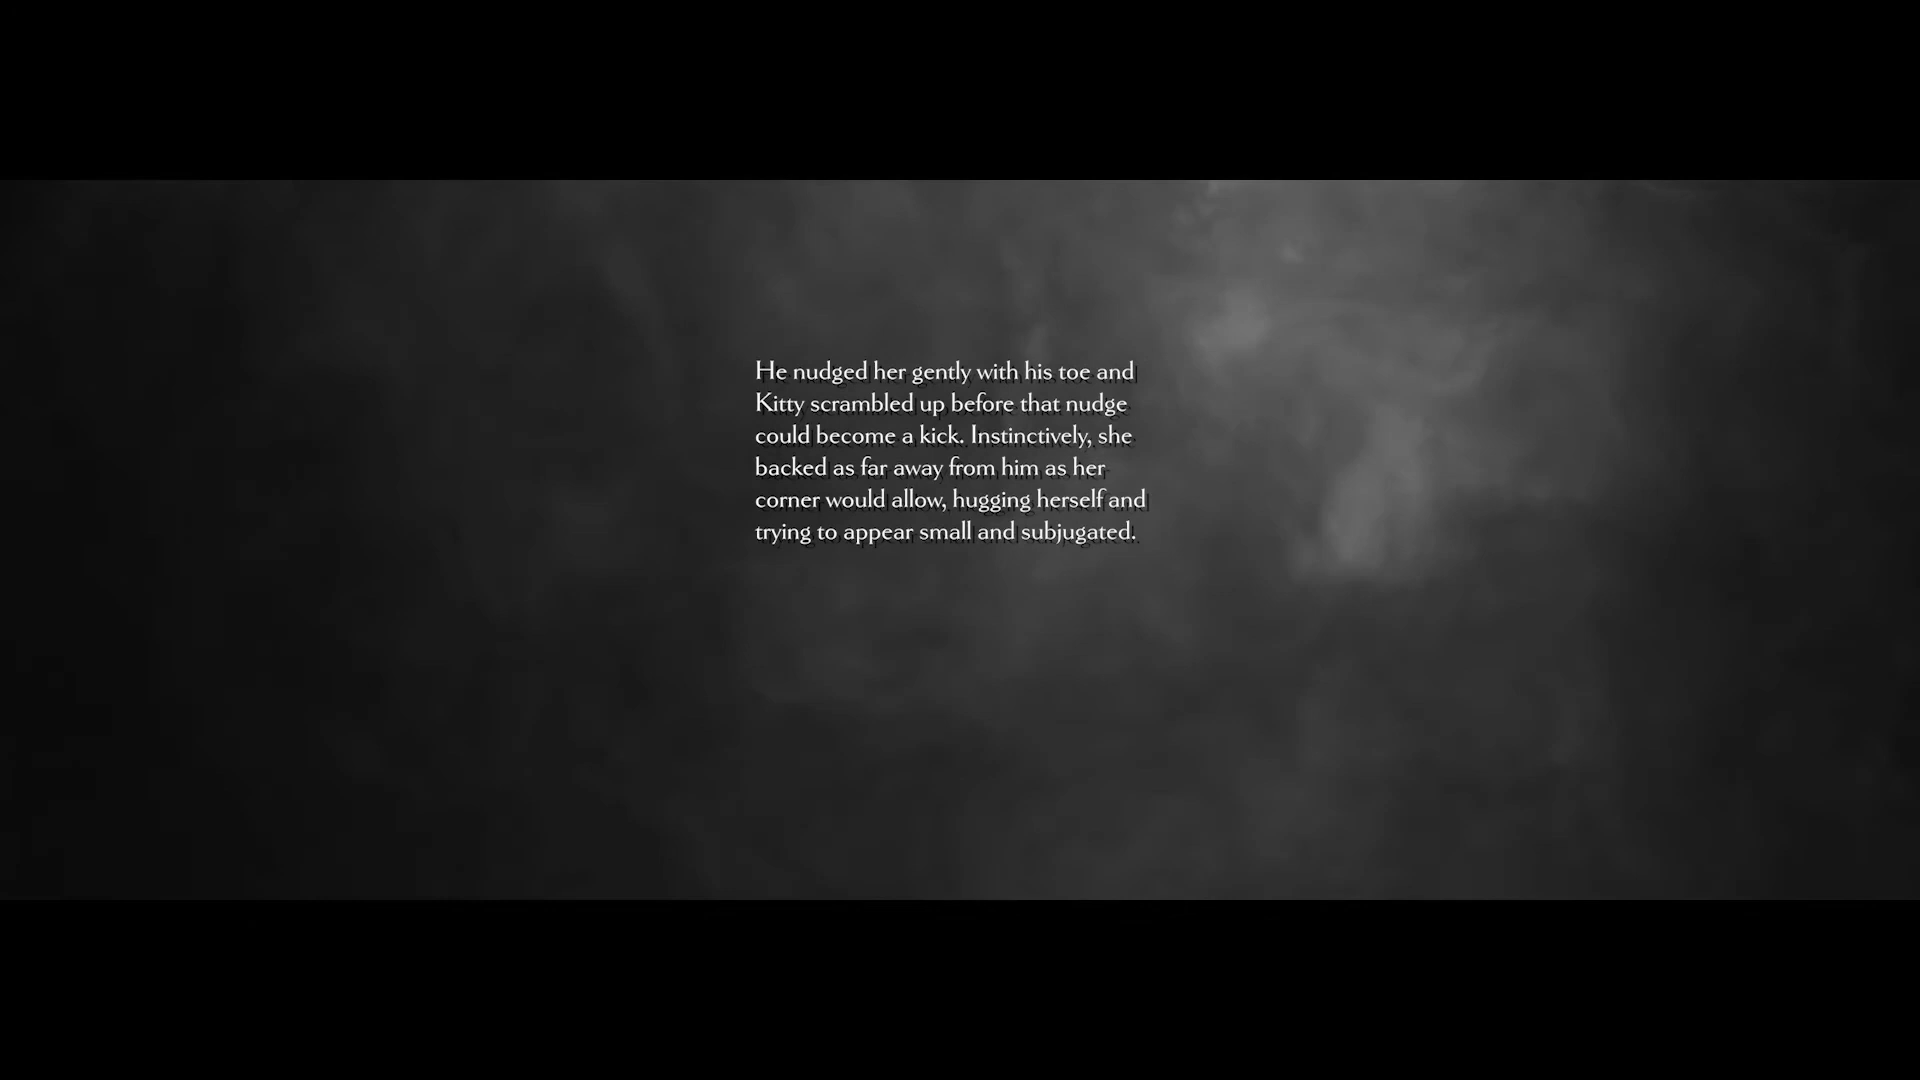 He nudged her gently with his toe and
Kitty scrambled up before that nudge
could become a kick. Instinctively, she
backed as far away from him as her
corner would allow, hugging herself and
trying to appear small and subjugated.